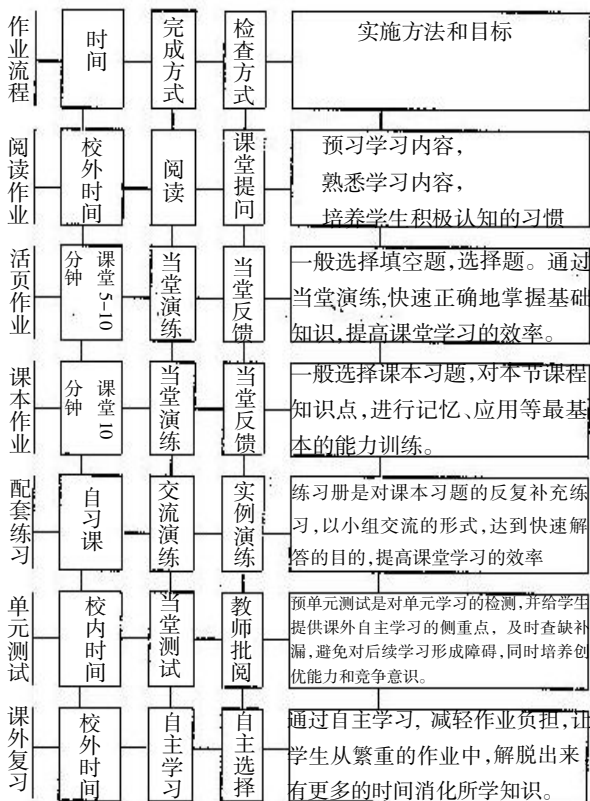 作业流程
时间
完成方式
检查方式
实施方法和目标
阅读作业
校外时间
阅读
课堂提问
预习学习内容，
熟悉学习内容，
培养学生积极认知的习惯
活页作业
课堂 5-10
分钟
当堂演练
当堂反馈
一般选择填空题，选择题。通过
当堂演练，快速正确地掌握基础
知识，提高课堂学习的效率。
课本作业
课堂 10
分钟
当堂演练
当堂反馈
一般选择课本习题，对本节课程
知识点，进行记忆、应用等最基
本的能力训练。
配套练习
自习课
交流演练
实例演练
练习册是对课本习题的反复补充练
习，以小组交流的形式，达到快速解
答的目的，提高课堂学习的效率
单元测试
校内时间
当堂测试
教师批阅
预单元测试是对单元学习的检测，并给学生
提供课外自主学习的侧重点，及时查缺补
漏，避免对后续学习形成障碍，同时培养创
优能力和竞争意识。
课外复习
校外时间
自主学习
自主选择
通过自主学习，减轻作业负担，让
学生从繁重的作业中，解脱出来
有更多的时间消化所学知识。